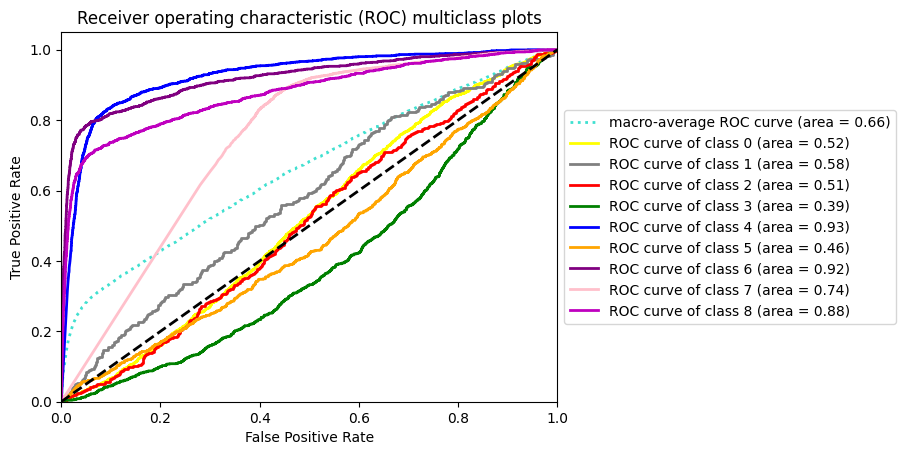 Receiver operating characteristic (ROC) multiclass plots
True Positive Rate
1.0
0.8
0.6
0.4
0.2
0.0
0.0 0.2 0.4 0.6 0.8 1.0
False Positive Rate
macro-average ROC curve (area = 0.66)
ROC curve of class 0 (area = 0.52)
ROC curve of class 1 (area = 0.58)
ROC curve of class 2 (area = 0.51)
ROC curve of class 3 (area = 0.39)
ROC curve of class 4 (area = 0.93)
ROC curve of class 5 (area = 0.46)
ROC curve of class 6 (area = 0.92)
ROC curve of class 7 (area = 0.74)
ROC curve of class 8 (area = 0.88)